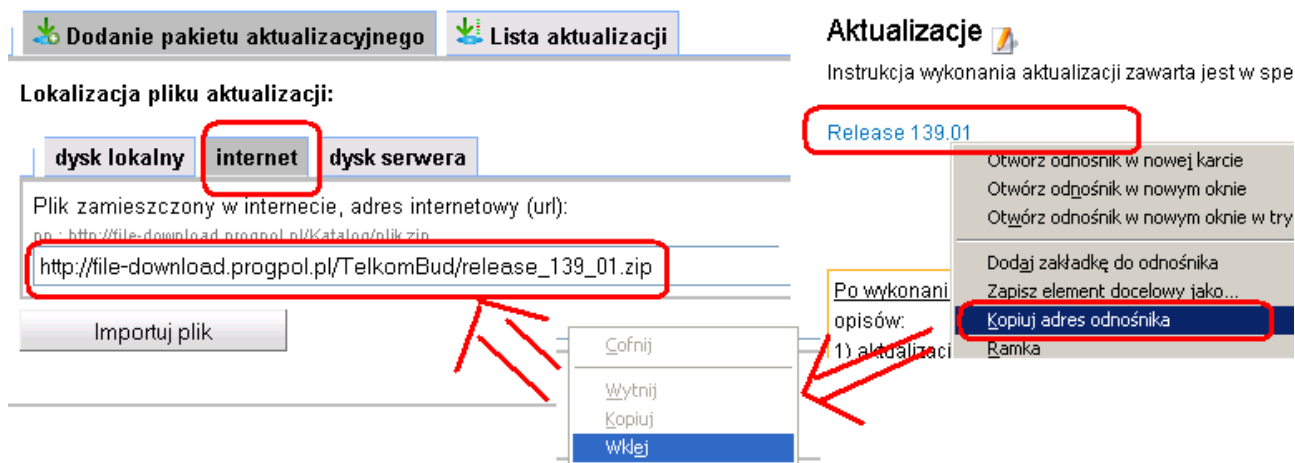 Dodanie pakietu aktualizacyjnego
Lista aktualizacji
Lokalizacja pliku aktualizacji:
dysk lokalny
internet
dysk serwera
Plik zamieszczony w internecie, adres internetowy (url):
np.: http://file-download.progpol.pl/Katalog/plik.zip
http://file-download.progpol.pl/TelkomBud/release_139_01.zip
Importuj plik
Cofnij
Wytnij
Kopiuj
Wklej
Aktualizacje
Instrukcja wykonania aktualizacji zawarta jest w spe
Release 139.01
Otwórz odnośnik w nowej karcie
Otwórz odnośnik w nowym oknie
Otwórz odnośnik w nowym oknie w try
Dodaj zakładkę do odnośnika
Zapisz element docelowy jako...
Kopiuj adres odnośnika
Ramka
Po wykonani
opisów:
1) aktualizacj